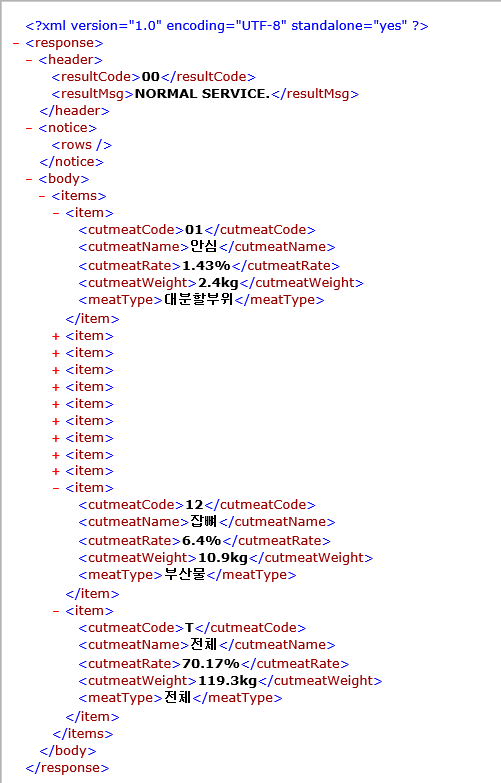 <?xml version="1.0" encoding="UTF-8" standalone="yes" ?>
- <response>
- <header>
<resultCode>00</resultCode>
<resultMsg>NORMAL SERVICE.</resultMsg>
</header>
- <notice>
<rows />
</notice>
- <body>
- <items>
- <item>
<cutmeatCode>01</cutmeatCode>
<cutmeatName>안심</cutmeatName>
<cutmeatRate>1.43%</cutmeatRate>
<cutmeatWeight>2.4kg</cutmeatWeight>
<meatType>대분할부위</meatType>
</item>
+ <item>
+ <item>
+ <item>
+ <item>
+ <item>
+ <item>
+ <item>
+ <item>
+ <item>
- <item>
<cutmeatCode>12</cutmeatCode>
<cutmeatName>잡뼈</cutmeatName>
<cutmeatRate>6.4%</cutmeatRate>
<cutmeatWeight>10.9kg</cutmeatWeight>
<meatType>부산물</meatType>
</item>
- <item>
<cutmeatCode>T</cutmeatCode>
<cutmeatName>전체</cutmeatName>
<cutmeatRate>70.17%</cutmeatRate>
<cutmeatWeight>119.3kg</cutmeatWeight>
<meatType>전체</meatType>
</item>
</items>
</body>
</response>